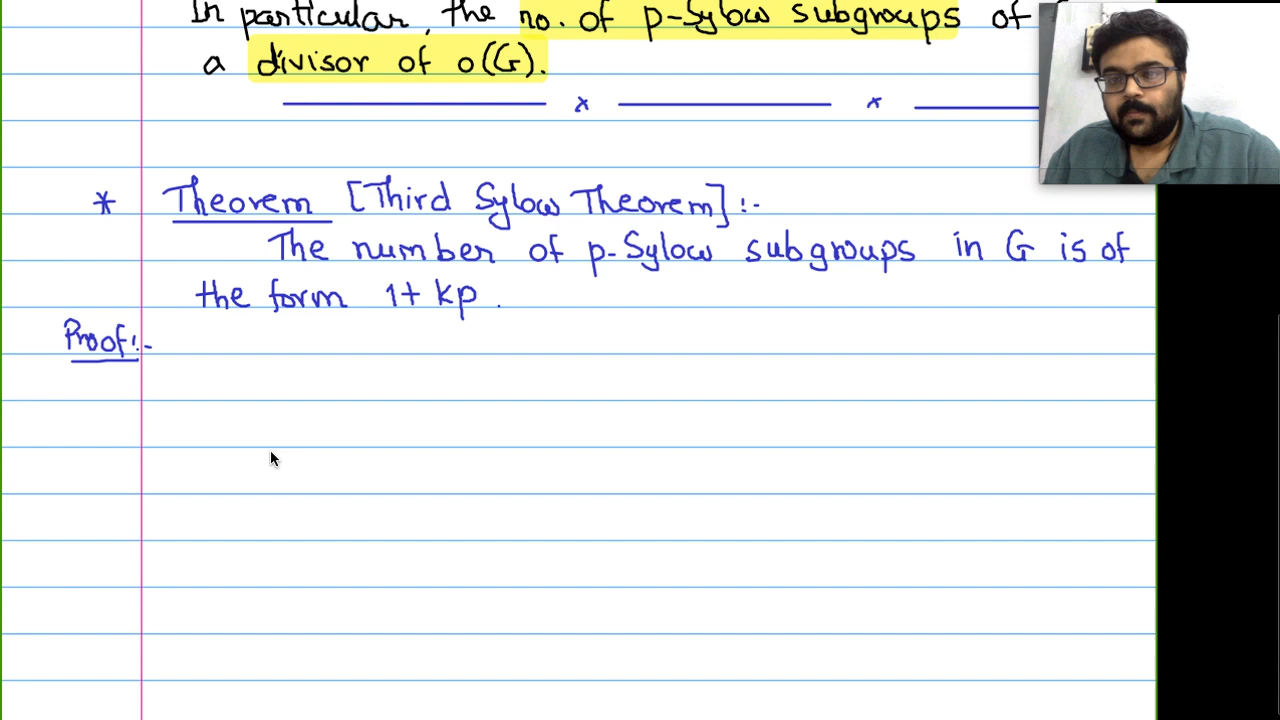 In particular, the no. of p-Sylow subgroups of
a divisor of o(G).
x x
* Theorem [Third Sylow Theorem] :-
The number of p-Sylow subgroups in G is of
the form 1+ kp .
Proof :-